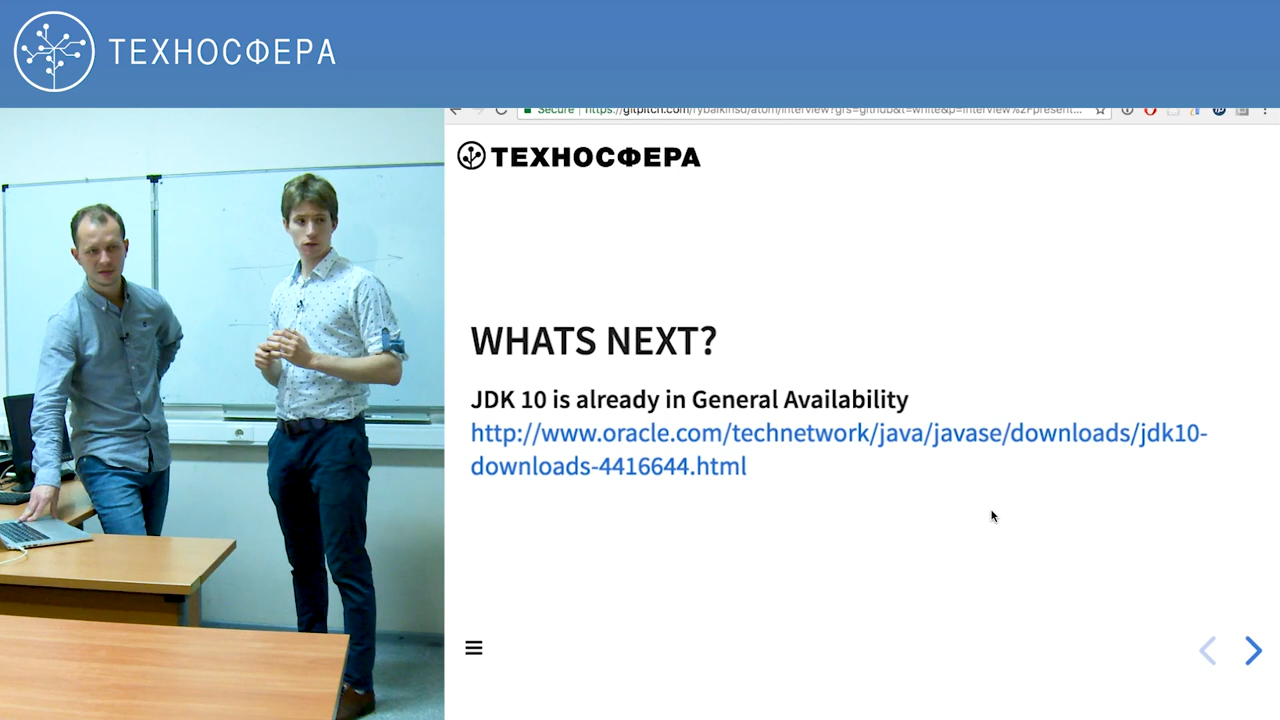 ТЕХНОСФЕРА
Secure
ТЕХНОСФЕРА
WHATS NEXT?
JDK 10 is already in General Availability
http://www.oracle.com/technetwork/java/javase/downloads/jdk10-
downloads-4416644.html